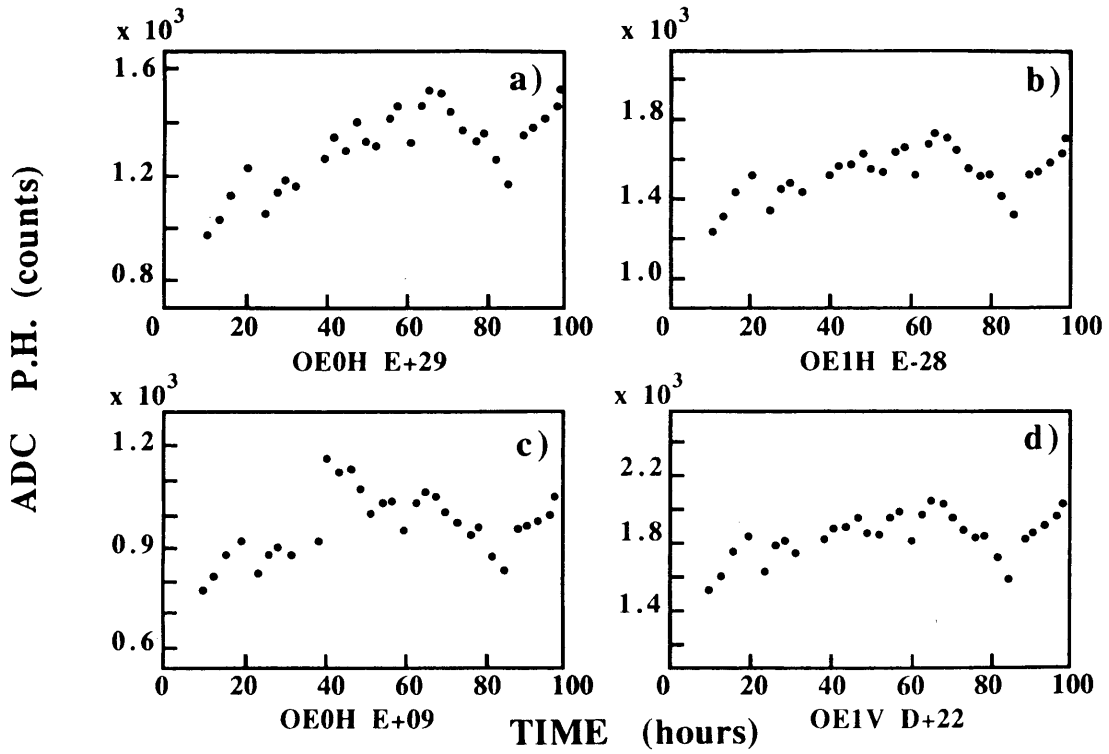 x 10³
x 10³
a)
b)
1.6
1.2
0.8
1.8
1.4
1.0
0 20 40 60 80 100
0 20 40 60 80 100
OE0H E+29
OE1H E-28
x 10³
x 10³
c)
d)
1.2
0.9
0.6
2.2
1.8
1.4
0 20 40 60 80 100
0 20 40 60 80 100
OE0H E+09
OE1V D+22
ADC P.H. (counts)
TIME (hours)